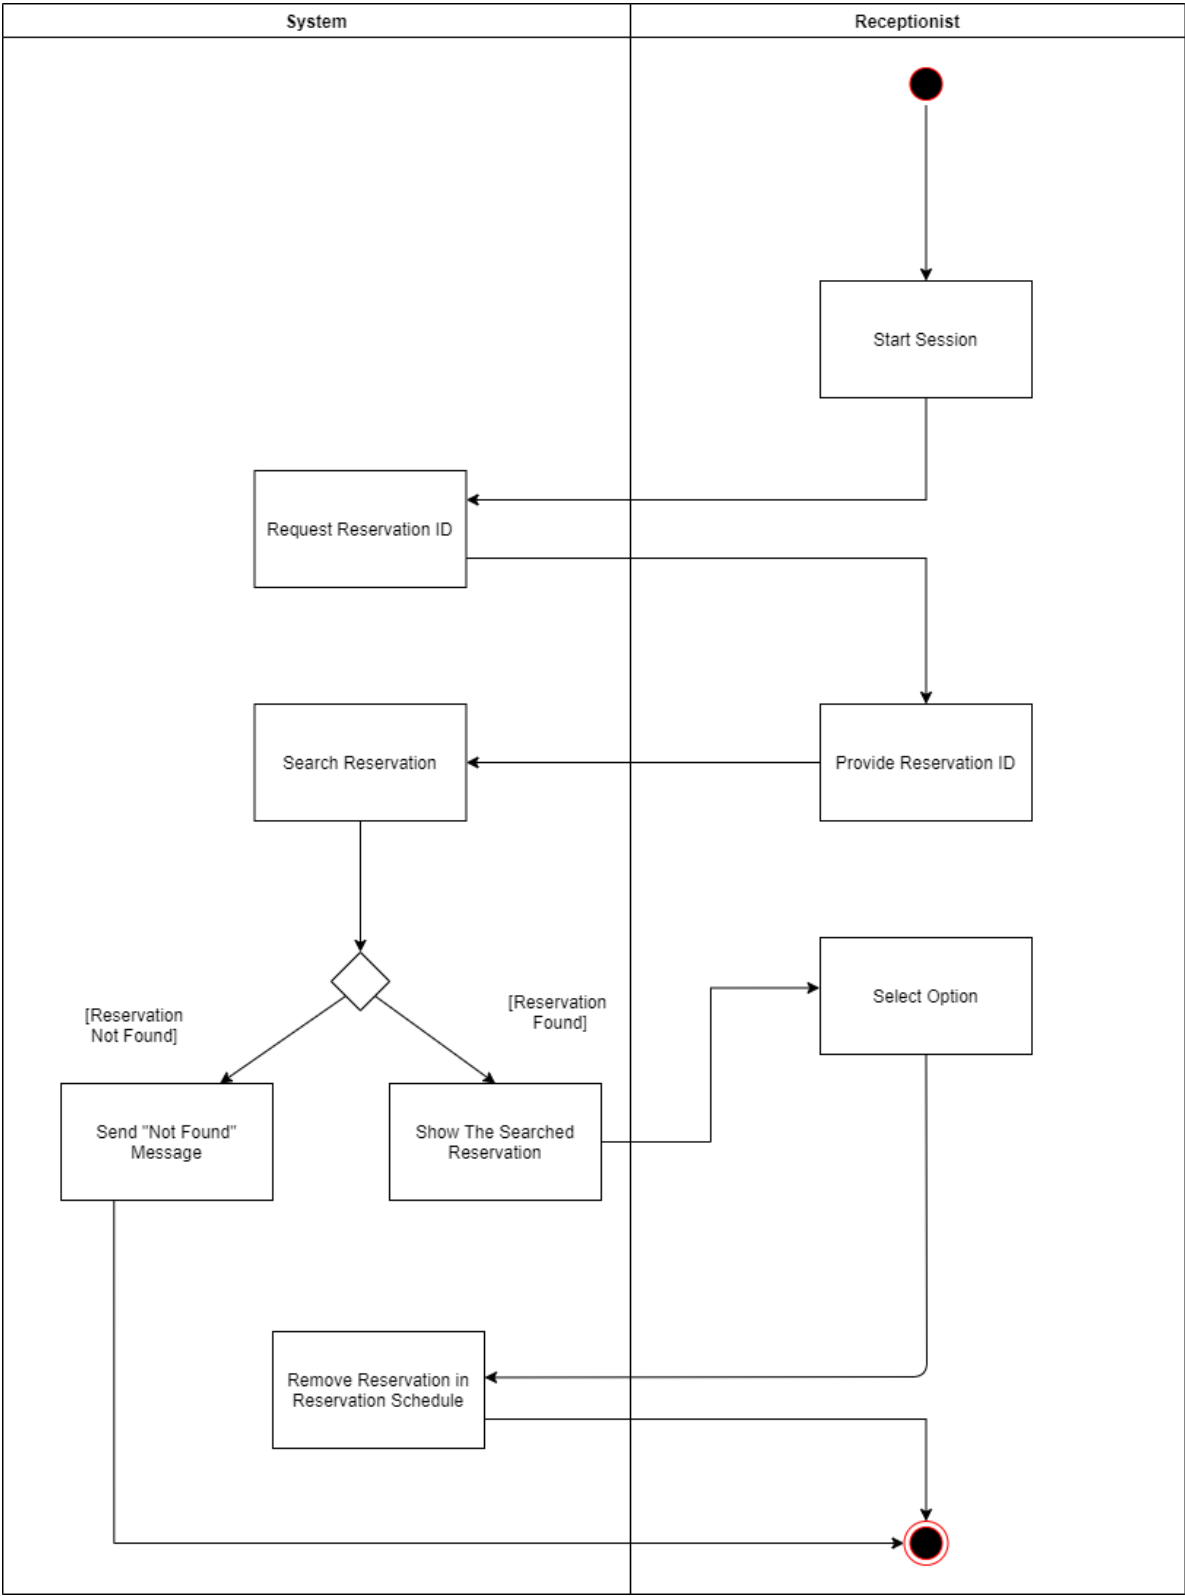 System
Receptionist
Start Session
Request Reservation ID
Search Reservation
Provide Reservation ID
[Reservation
Not Found]
[Reservation
Found]
Select Option
Send "Not Found"
Message
Show The Searched
Reservation
Remove Reservation in
Reservation Schedule